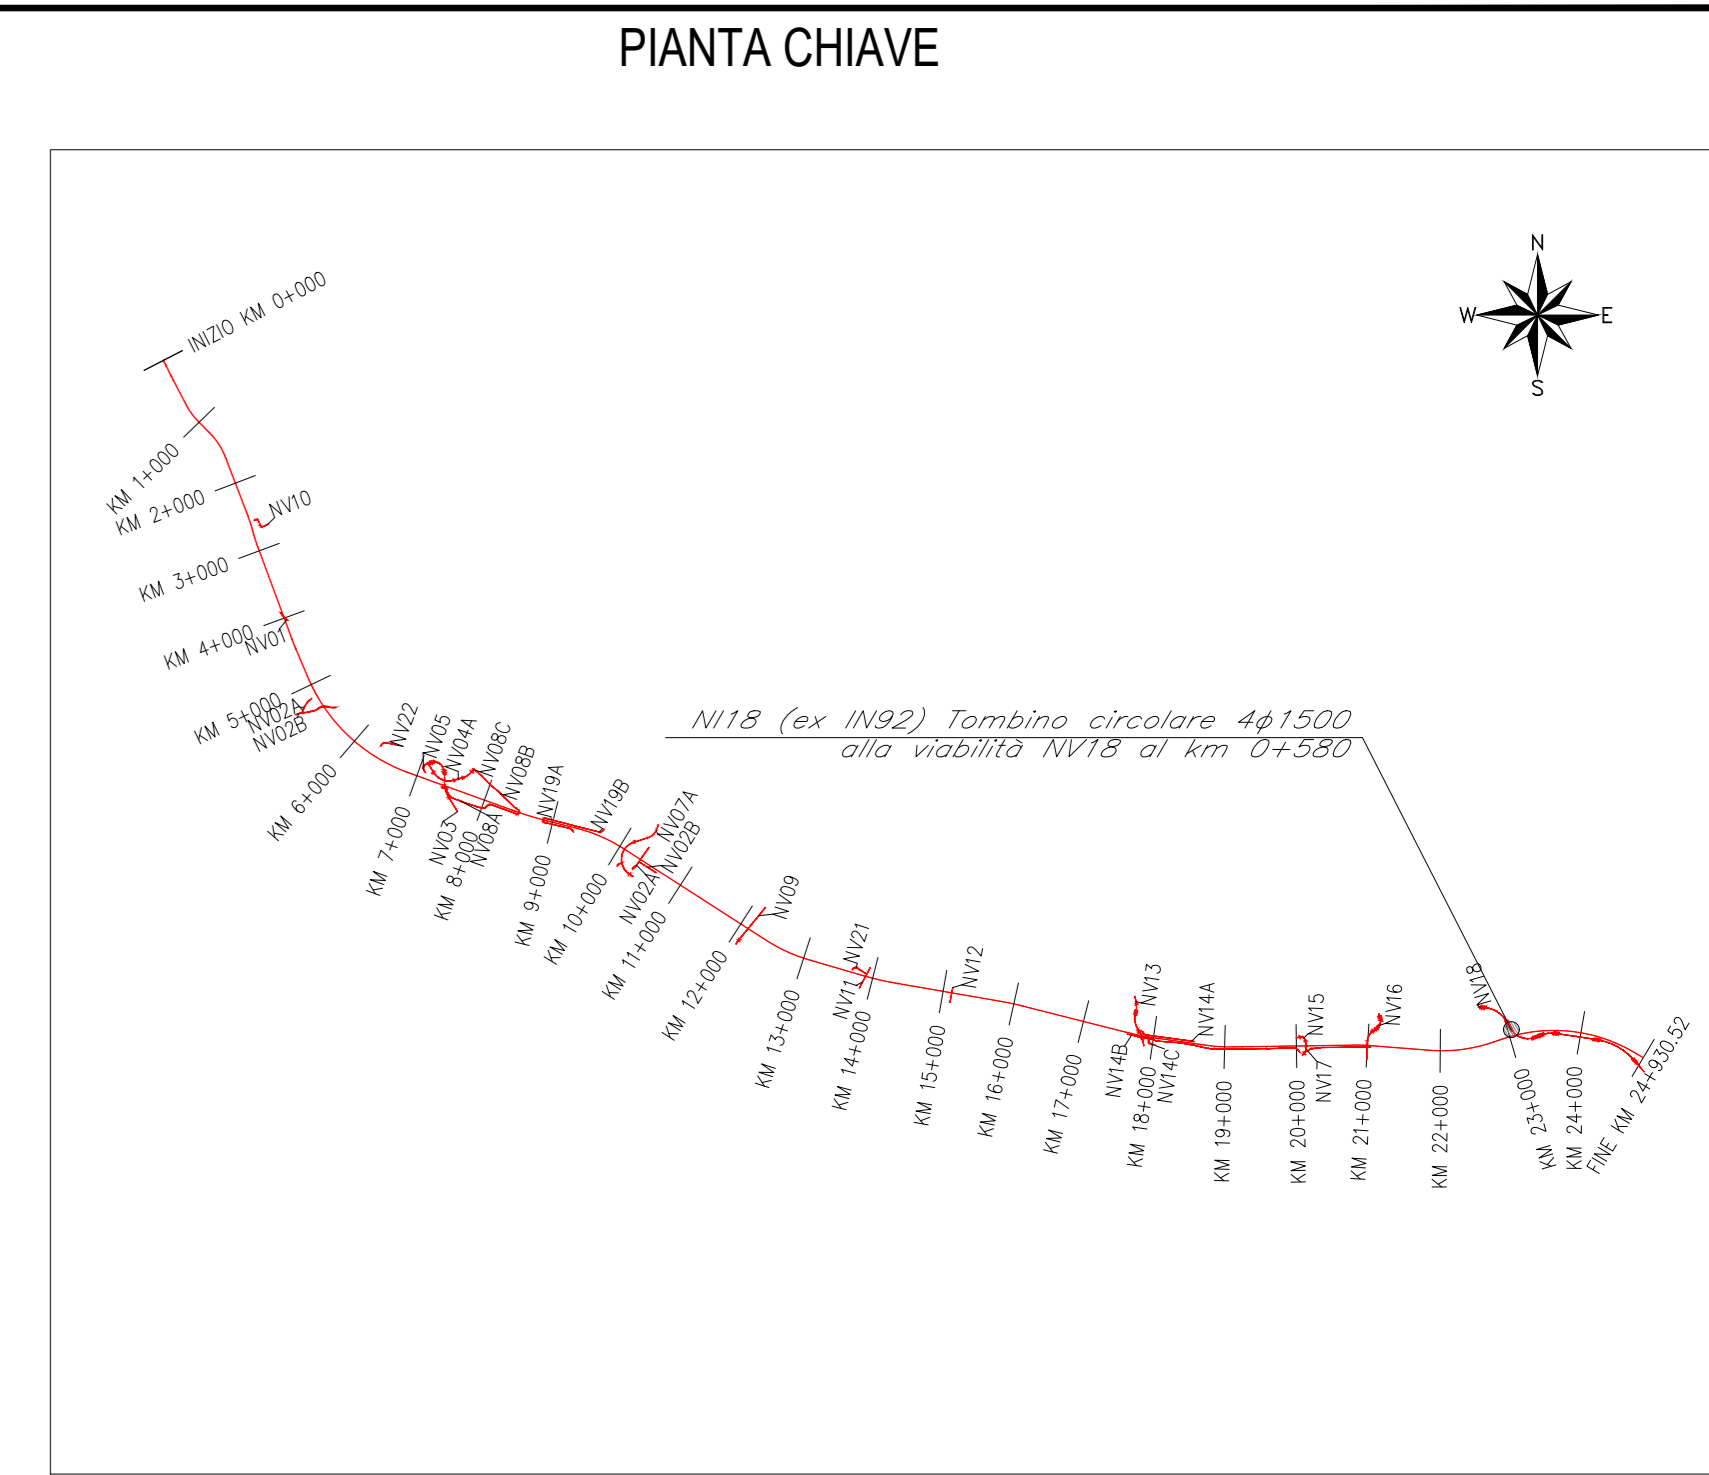 PIANTA CHIAVE
N
W
E
S
INIZIO KM 0+000
KM 1+000
KM 2+000
NV10
KM 3+000
KM 4+000
NV01
KM 5+000
NV02A
NV02B
KM 6+000
NV22
NV05
NV04A
NV08C
NV08B
NV19A
NV19B
KM 7+000
NV03
KM 8+000
NV08A
KM 9+000
NV07A
NV02B
NV02A
KM 10+000
KM 11+000
NI18 (ex IN92) Tombino circolare 4ϕ1500
alla viabilità NV18 al km 0+580
NV09
KM 12+000
KM 13+000
NV21
NV11
KM 14+000
NV12
KM 15+000
KM 16+000
KM 17+000
NV13
NV14A
NV14B
KM 18+000
NV14C
KM 19+000
NV15
KM 20+000
NV17
NV16
KM 21+000
KM 22+000
NV18
KM 23+000
KM 24+000
FINE KM 24+930.52